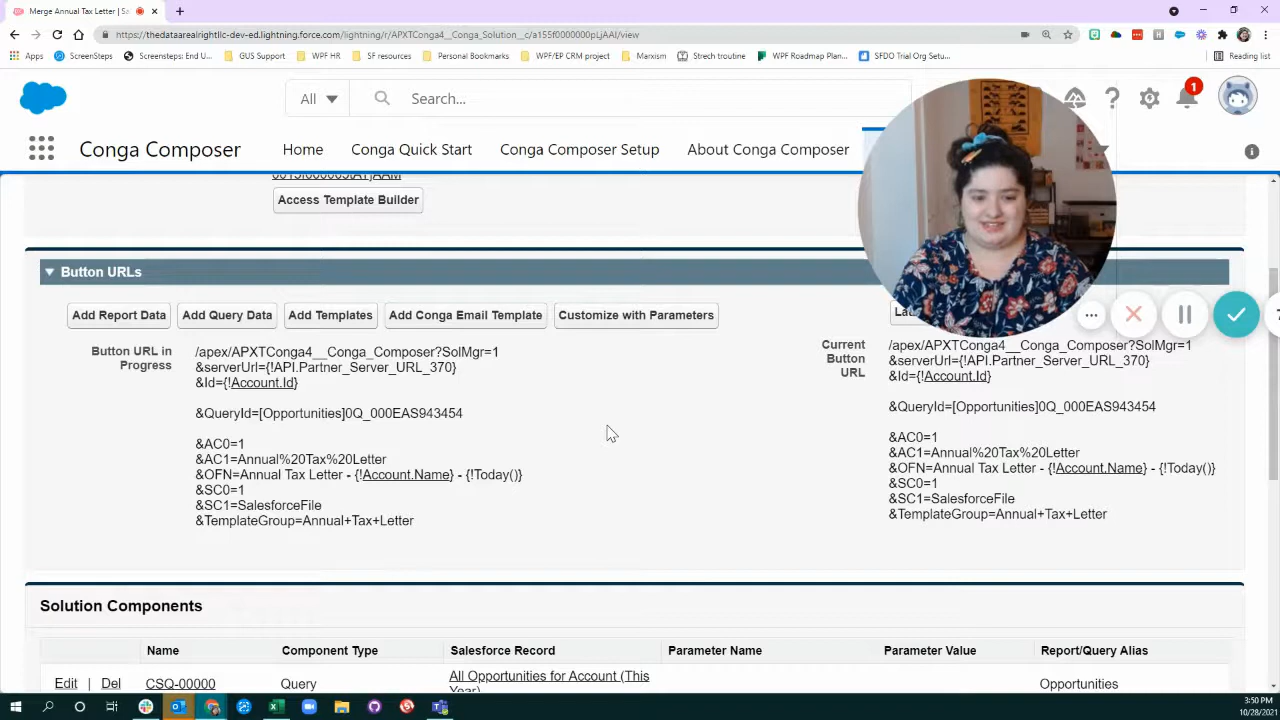 Merge Annual Tax Letter | Sa
https://thedataarealrightllc-dev-ed.lightning.force.com/lightning/r/APXTConga4__Conga_Solution__c/a155f0000000pLjAAI/view
Apps
Screensteps
Screensteps: End U...
GUS Support
WPF HR
SF resources
Personal Bookmarks
WPF/EP CRM project
Marxism
Strech troutine
WPF Roadmap Plann...
SFDO Trial Org Setu...
Reading list
All
Search...
1
Conga Composer
Home
Conga Quick Start
Conga Composer Setup
About Conga Composer
Access Template Builder
Button URLs
Add Report Data
Add Query Data
Add Templates
Add Conga Email Template
Customize with Parameters
La
Button URL in
Progress
/apex/APXTConga4__Conga_Composer?SolMgr=1
&serverUrl={!API.Partner_Server_URL_370}
&Id={!Account.Id}
&QueryId=[Opportunities]0Q_000EAS943454
&AC0=1
&AC1=Annual%20Tax%20Letter
&OFN=Annual Tax Letter - {!Account.Name} - {!Today()}
&SC0=1
&SC1=SalesforceFile
&TemplateGroup=Annual+Tax+Letter
Current
Button
URL
/apex/APXTConga4__Conga_Composer?SolMgr=1
&serverUrl={!API.Partner_Server_URL_370}
&Id={!Account.Id}
&QueryId=[Opportunities]0Q_000EAS943454
&AC0=1
&AC1=Annual%20Tax%20Letter
&OFN=Annual Tax Letter - {!Account.Name} - {!Today()}
&SC0=1
&SC1=SalesforceFile
&TemplateGroup=Annual+Tax+Letter
Solution Components
Name
Component Type
Salesforce Record
Parameter Name
Parameter Value
Report/Query Alias
Edit | Del
CSQ-00000
Query
All Opportunities for Account (This
Year)
Opportunities
3:50 PM
10/28/2021